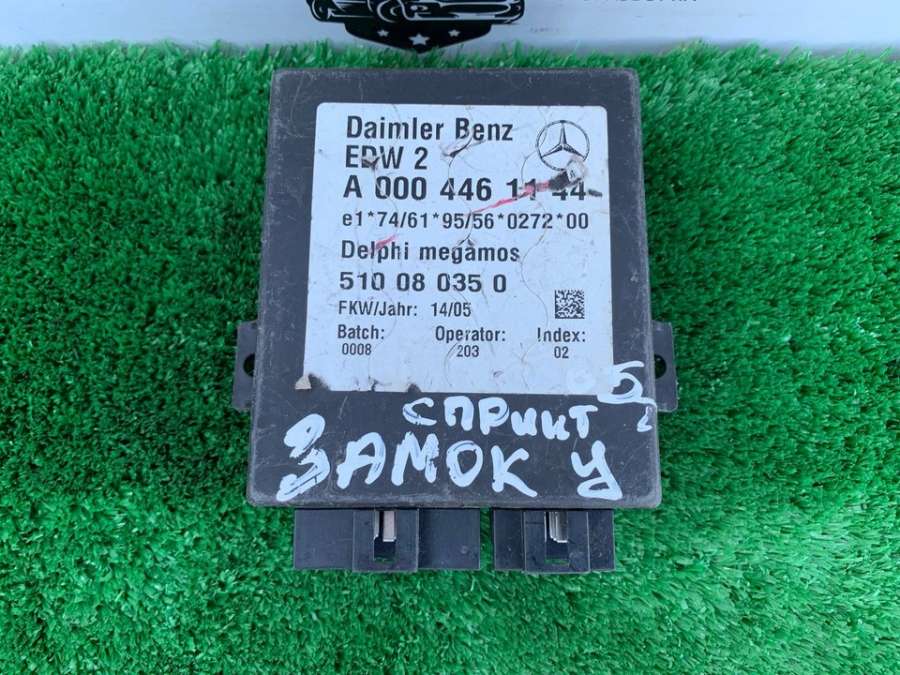 Daimler Benz
EDW 2
A 000 446 11 44
e1*74/61*95/56*0272*00
Delphi megamos
510 08 035 0
FKW/Jahr: 14/05
Batch: Operator: Index:
0008 203 02
спринт
Замок у